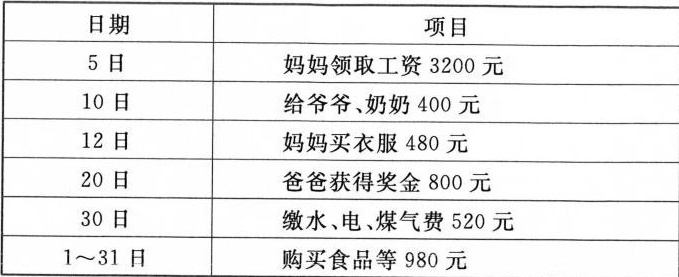 日期 项目
5日 妈妈领取工资 3200 元
10 日 给爷爷、奶奶 400 元
12 日 妈妈买衣服 480 元
20 日 爸爸获得奖金 800 元
30 日 缴水、电、煤气费 520 元
1～31 日 购买食品等 980 元